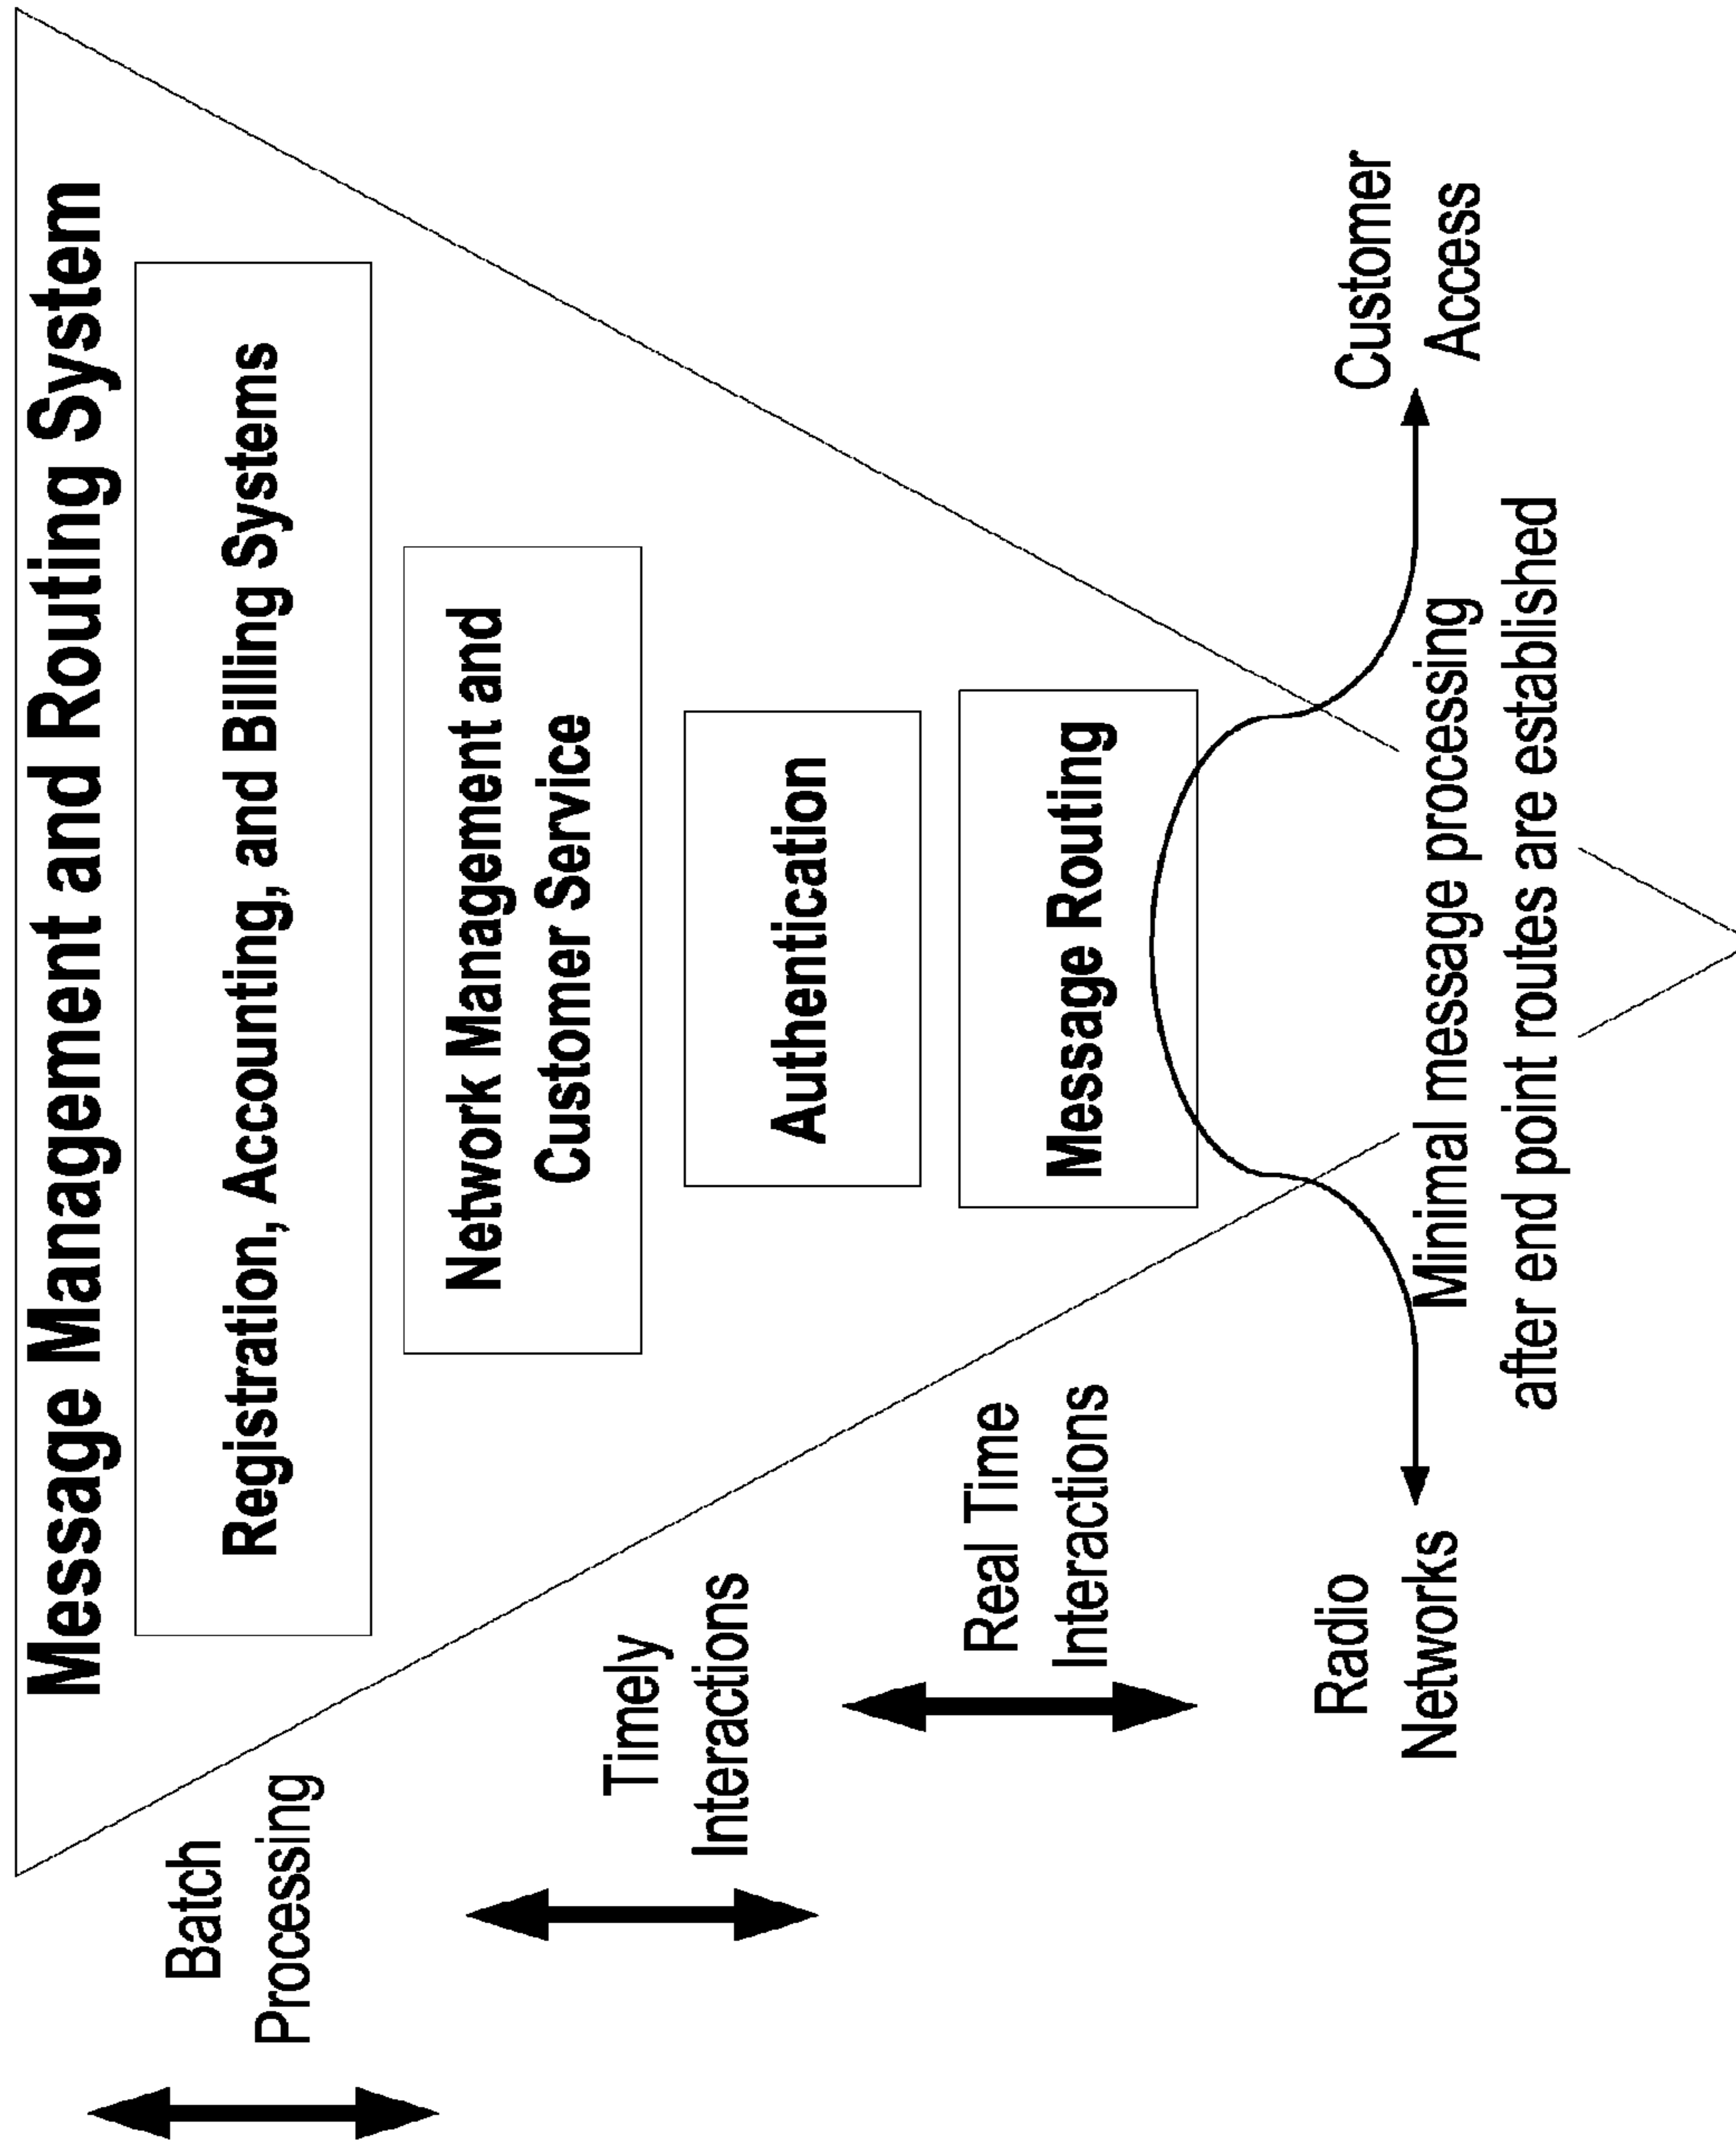 Message Management and Routing System
Registration, Accounting, and Billing Systems
Network Management and
Customer Service
Authentication
Message Routing
Batch
Processing
Timely
Interactions
Real Time
Interactions
Radio
Networks
Customer
Access
Minimal message processing
after end point routes are established